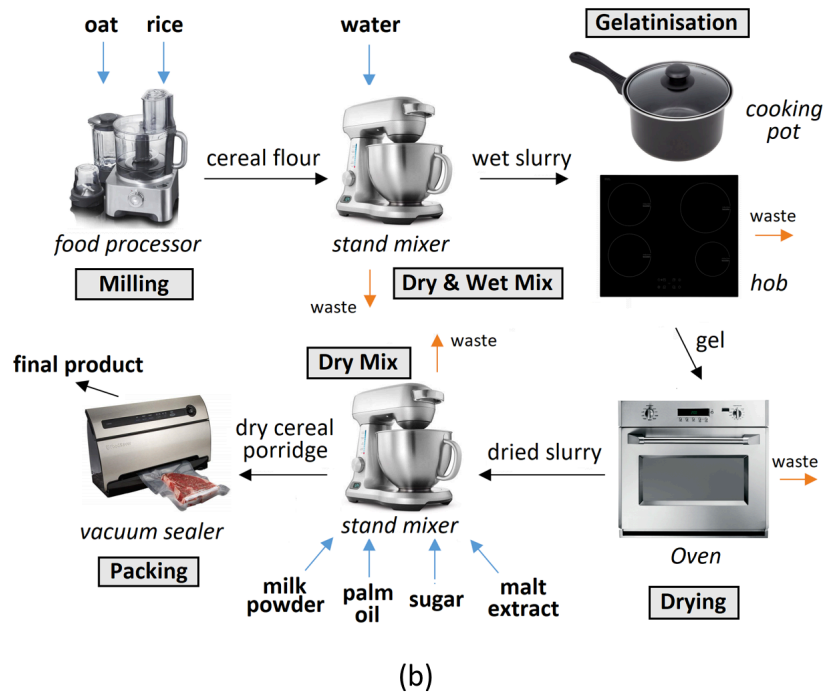 oat
rice
water
Gelatinisation
cooking
pot
cereal flour
wet slurry
waste
food processor
stand mixer
hob
Milling
Dry & Wet Mix
waste
gel
waste
Dry Mix
final product
dry cereal
porridge
dried slurry
waste
vacuum sealer
stand mixer
Oven
Packing
milk
powder
palm
oil
sugar
malt
extract
Drying
(b)